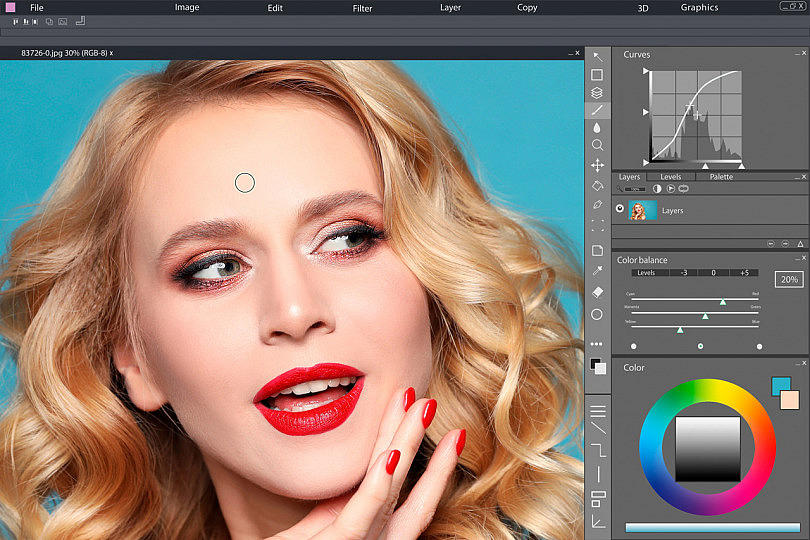 File Image Edit Filter Layer Copy 3D Graphics
83726-0.jpg 30% (RGB-8) x
Curves
Layers Levels Palette
Layers
Color balance
Levels -3 0 +5
20%
Cyan Red
Magenta Green
Yellow Blue
Color